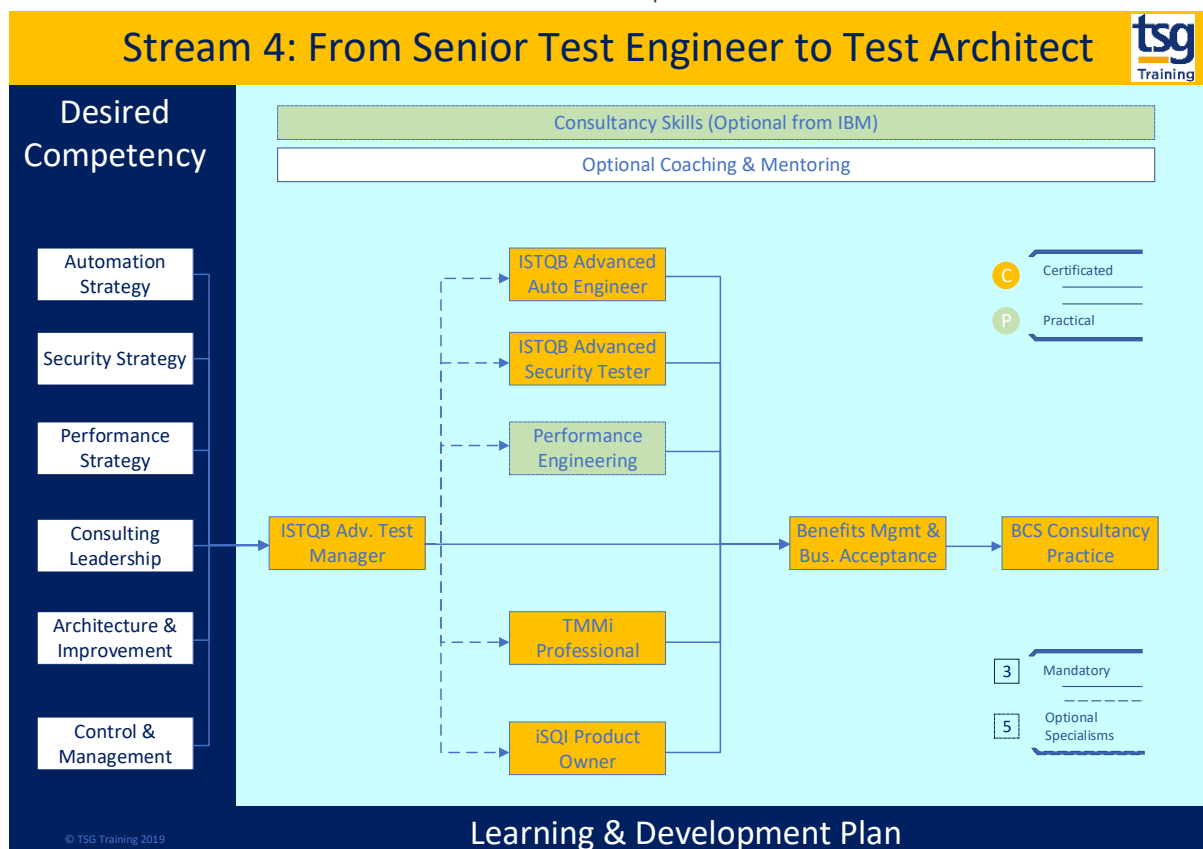 Stream 4: From Senior Test Engineer to Test Architect
tsg
Training
Desired
Competency
Consultancy Skills (Optional from IBM)
Optional Coaching & Mentoring
Automation
Strategy
Security Strategy
Performance
Strategy
Consulting
Leadership
Architecture &
Improvement
Control &
Management
ISTQB Adv. Test
Manager
ISTQB Advanced
Auto Engineer
ISTQB Advanced
Security Tester
Performance
Engineering
TMMi
Professional
iSQI Product
Owner
Benefits Mgmt &
Bus. Acceptance
BCS Consultancy
Practice
C
Certificated
P
Practical
3
Mandatory
5
Optional
Specialisms
© TSG Training 2019
Learning & Development Plan